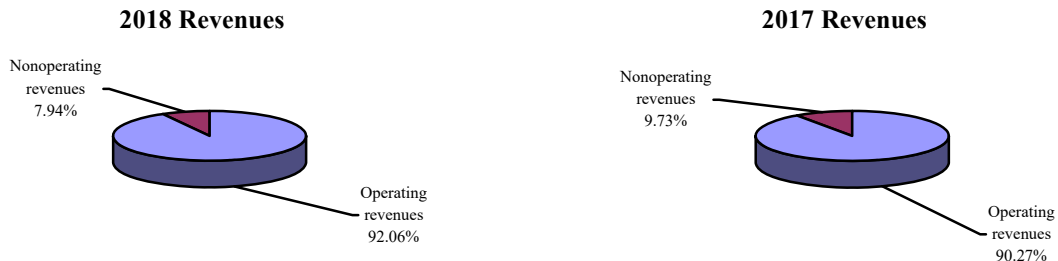 2018 Revenues
Nonoperating
revenues
7.94%
Operating
revenues
92.06%
2017 Revenues
Nonoperating
revenues
9.73%
Operating
revenues
90.27%